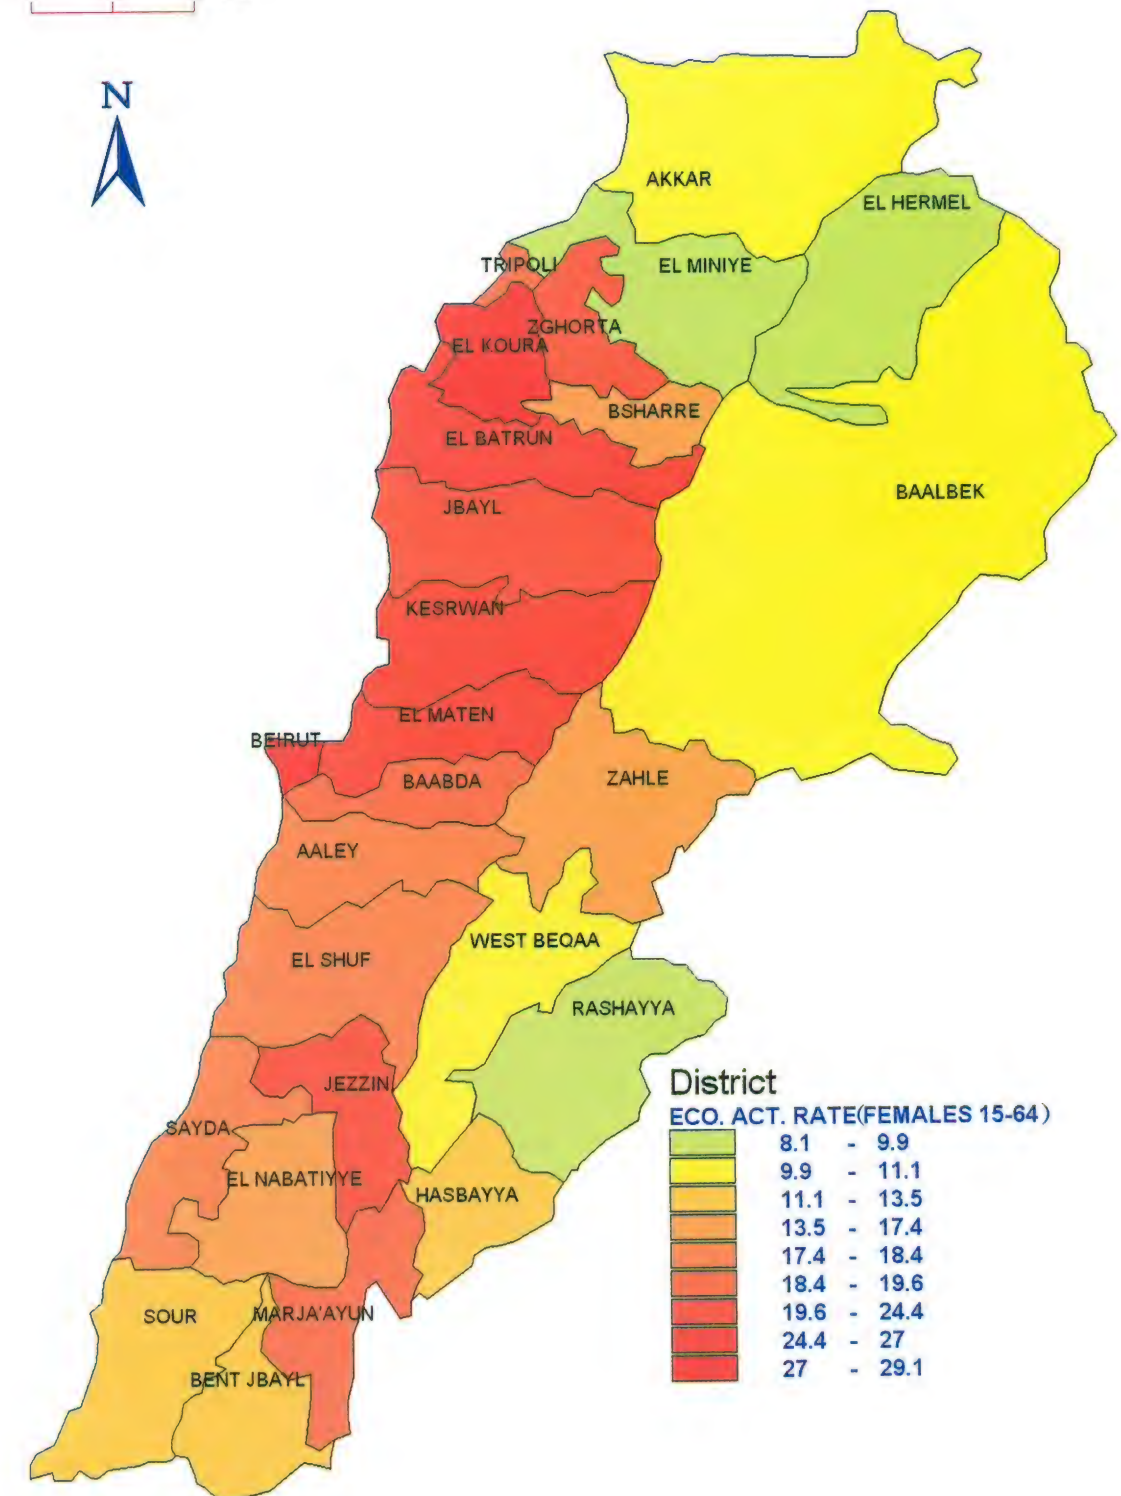 N
AKKAR
EL HERMEL
TRIPOLI
EL MINIYE
ZGHORTA
EL KOURA
BSHARRE
EL BATRUN
BAALBEK
JBAYL
KESRWAN
EL MATEN
BEIRUT
BAABDA
ZAHLE
AALEY
WEST BEQAA
EL SHUF
RASHAYYA
JEZZIN
SAYDA
EL NABATIYYE
HASBAYYA
SOUR
MARJA'AYUN
BENT JBAYL
District
ECO. ACT. RATE(FEMALES 15-64)
8.1 - 9.9
9.9 - 11.1
11.1 - 13.5
13.5 - 17.4
17.4 - 18.4
18.4 - 19.6
19.6 - 24.4
24.4 - 27
27 - 29.1